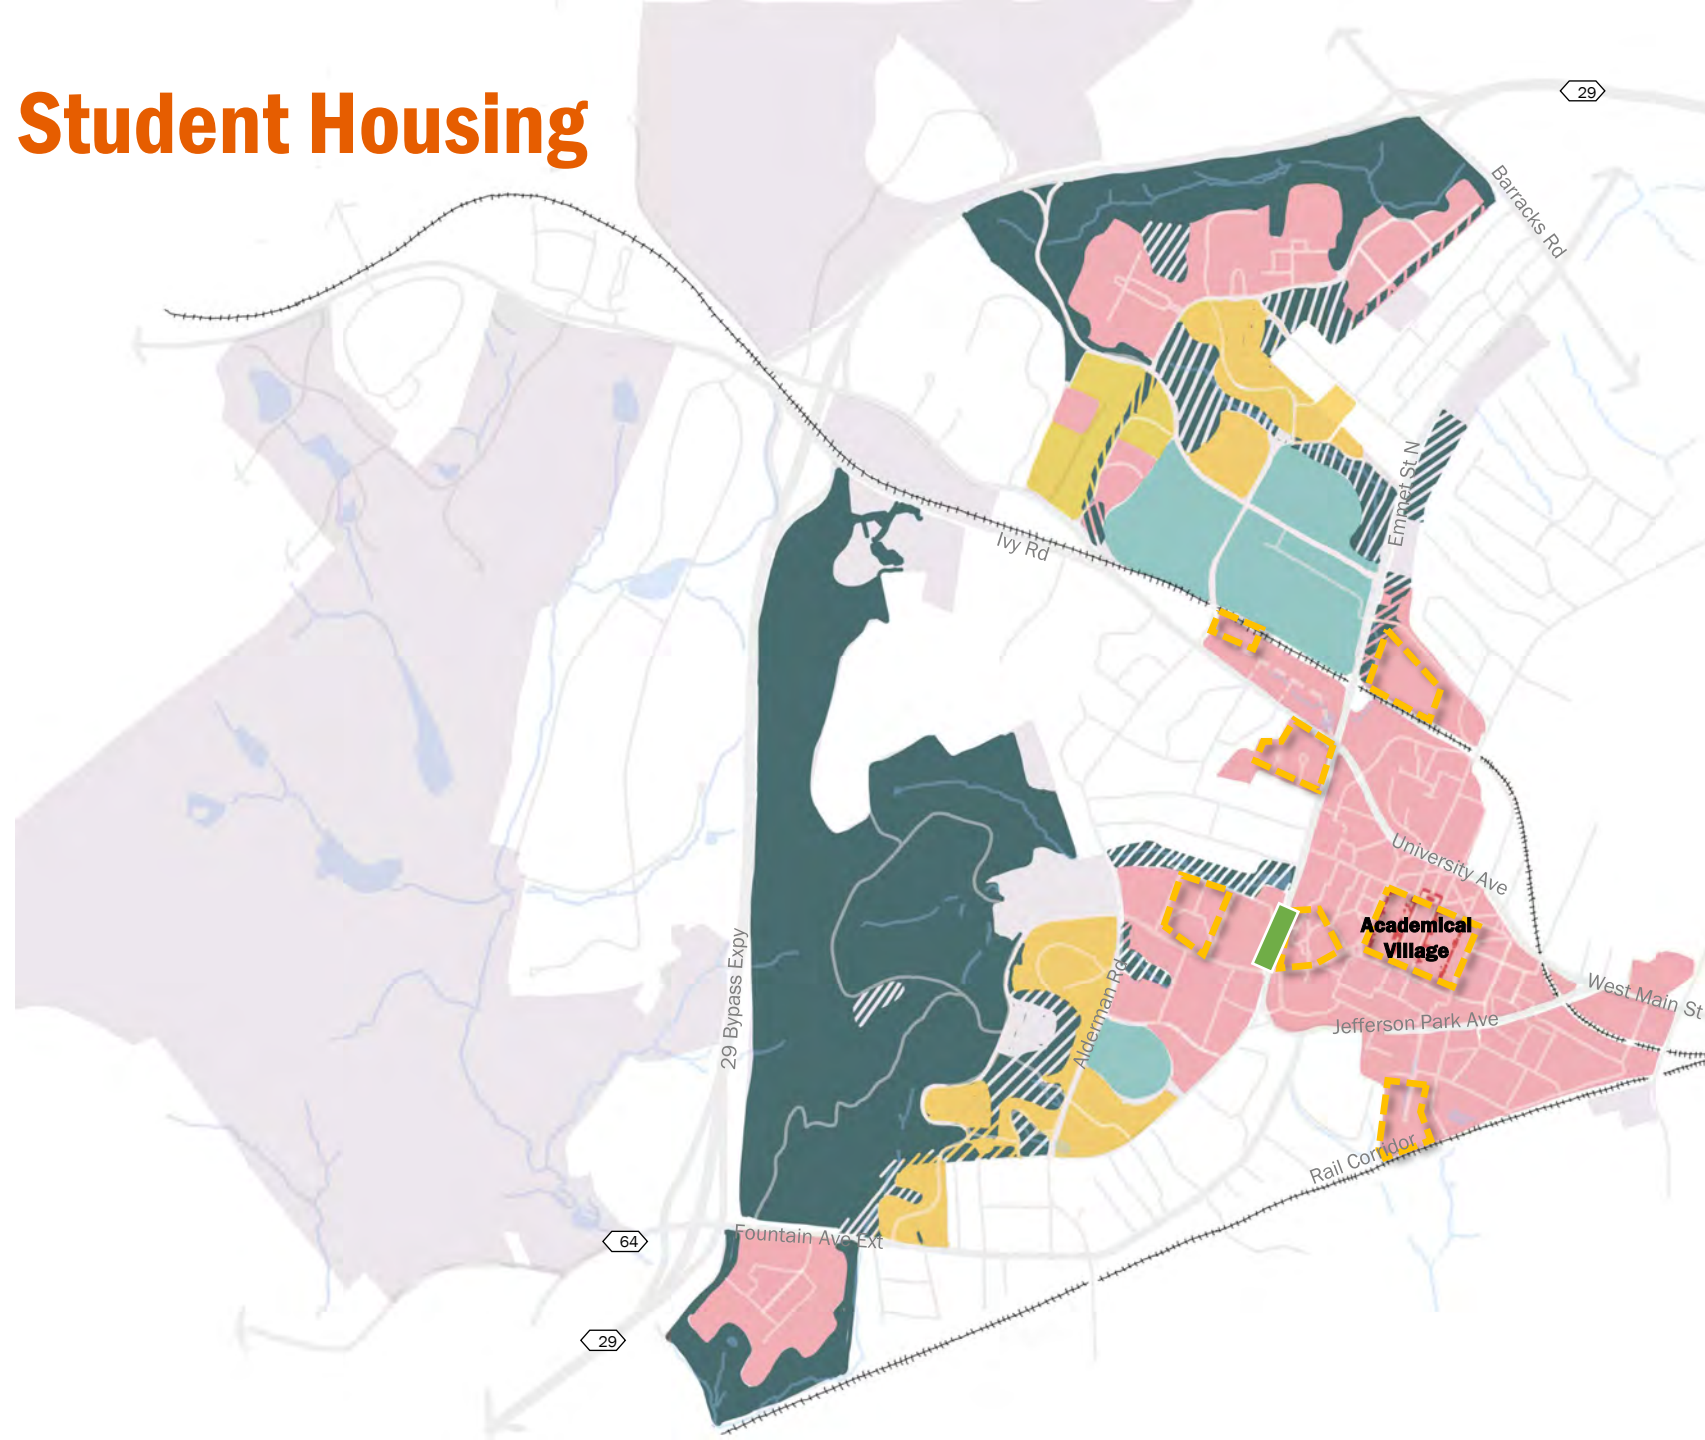 Student Housing
29
Barracks Rd
Emmet St N
Ivy Rd
University Ave
Academical
Village
West Main St
Jefferson Park Ave
Alderman Rd
29 Bypass Expy
Rail Corridor
Fountain Ave Ext
64
29